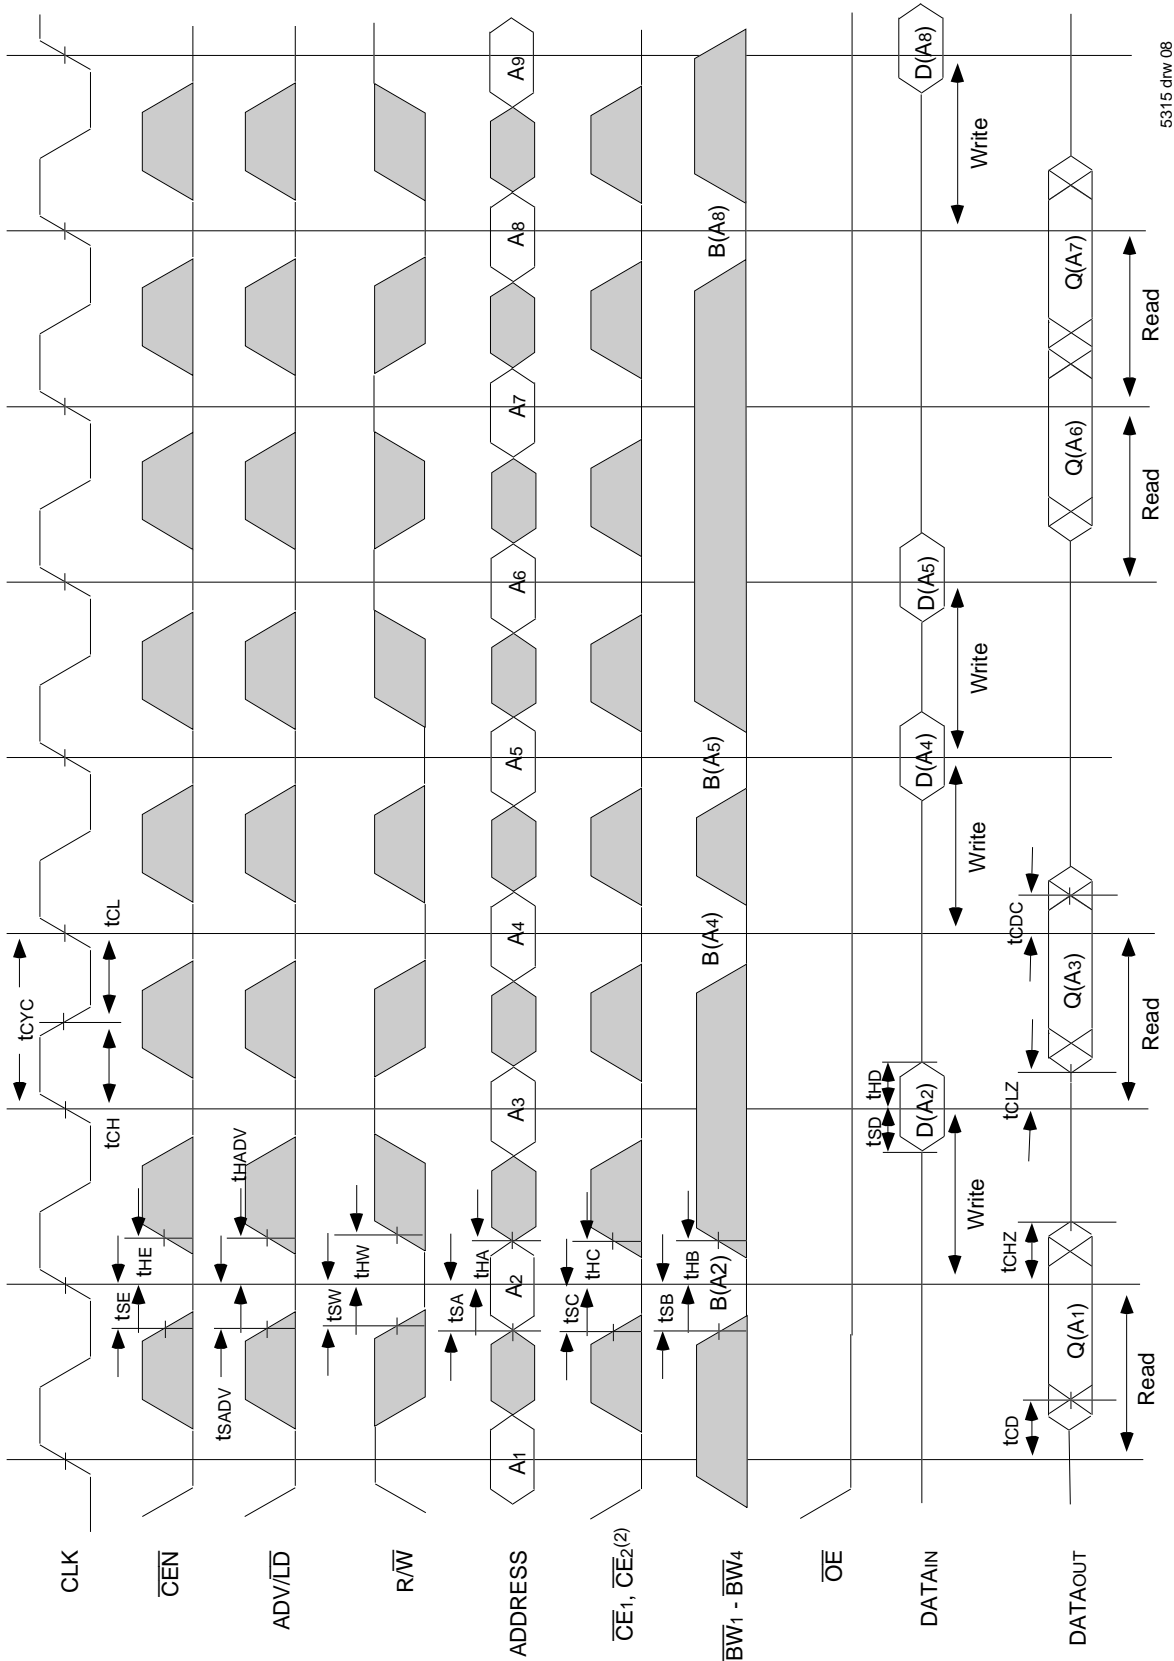 tCYC
tCH
tCL
CLK
tSE
tHE
CEN
tSADV
tHADV
ADV/LD
tSW
tHW
R/W
tSA
tHA
ADDRESS
A1
A2
A3
A4
A5
A6
A7
A8
A9
tSC
tHC
CE1, CE2(2)
tSB
tHB
BW1 - BW4
B(A2)
B(A4)
B(A5)
B(A8)
OE
tSD
tHD
DATAIN
D(A2)
D(A4)
D(A5)
D(A8)
Write
Write
Write
Write
tCD
tCHZ
tCLZ
tCDC
DATAOUT
Q(A1)
Q(A3)
Q(A6)
Q(A7)
Read
Read
Read
Read
5315 drw 08